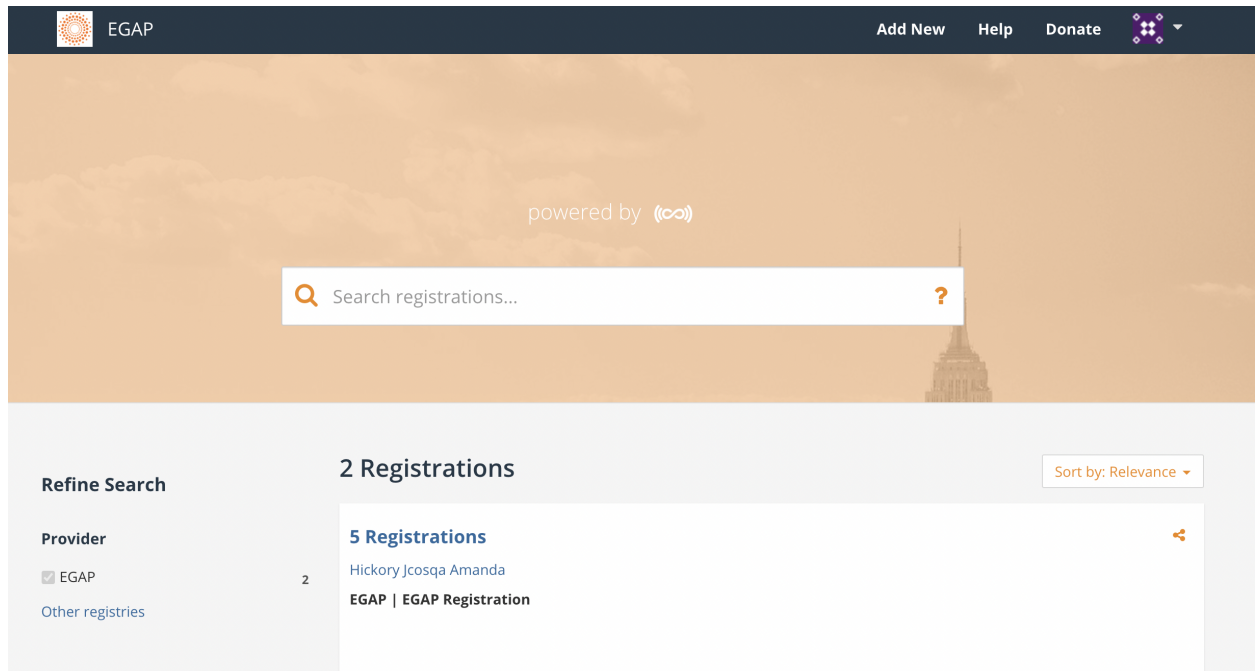 EGAP
Add New
Help
Donate
powered by
Search registrations...
?
Refine Search
Provider
EGAP
2
Other registries
2 Registrations
Sort by: Relevance
5 Registrations
Hickory Jcosqa Amanda
EGAP | EGAP Registration